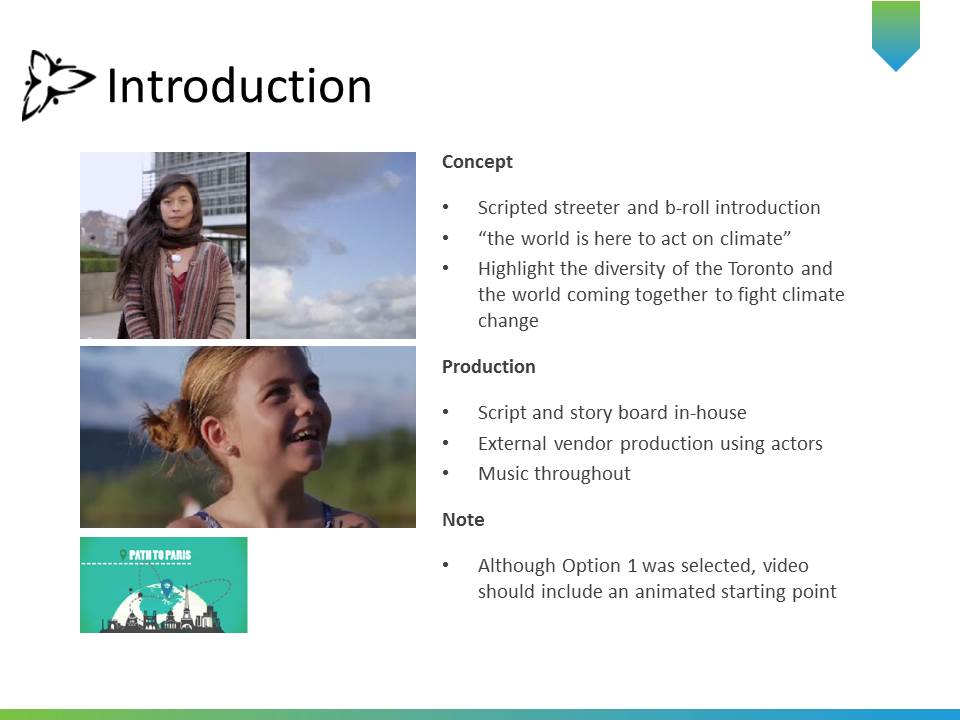 Introduction
Concept
• Scripted streeter and b-roll introduction
• “the world is here to act on climate”
• Highlight the diversity of the Toronto and
the world coming together to fight climate
change
Production
• Script and story board in-house
• External vendor production using actors
• Music throughout
Note
• Although Option 1 was selected, video
should include an animated starting point
PATH TO PARIS